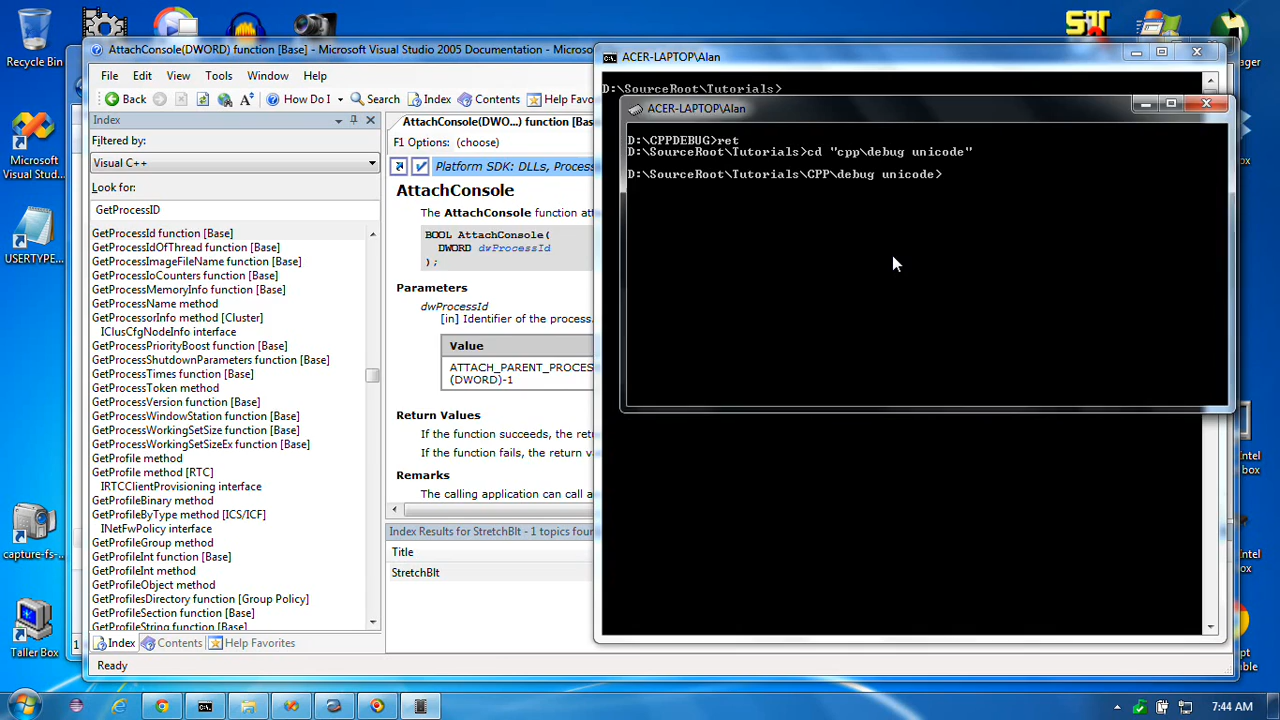 Recycle Bin
Microsoft
Visual Stud...
USERTYPE...
capture-fs-...
Taller Box
AttachConsole(DWORD) function [Base] - Microsoft Visual Studio 2005 Documentation - Microso
File Edit View Tools Window Help
Back How Do I Search Index Contents Help Favo
Index
Filtered by:
Visual C++
Look for:
GetProcessID
GetProcessId function [Base]
GetProcessIdOfThread function [Base]
GetProcessImageFileName function [Base]
GetProcessIoCounters function [Base]
GetProcessMemoryInfo function [Base]
GetProcessName method
GetProcessorInfo method [Cluster]
IClusCfgNodeInfo interface
GetProcessPriorityBoost function [Base]
GetProcessShutdownParameters function [Base]
GetProcessTimes function [Base]
GetProcessToken method
GetProcessVersion function [Base]
GetProcessWindowStation function [Base]
GetProcessWorkingSetSize function [Base]
GetProcessWorkingSetSizeEx function [Base]
GetProfile method
GetProfile method [RTC]
IRTCClientProvisioning interface
GetProfileBinary method
GetProfileByType method [ICS/ICF]
INetFwPolicy interface
GetProfileGroup method
GetProfileInt function [Base]
GetProfileInt method
GetProfileObject method
GetProfilesDirectory function [Group Policy]
GetProfileSection function [Base]
GetProfileString function [Base]
Index Contents Help Favorites
Ready
AttachConsole(DWO...) function [Bas
F1 Options: (choose)
Platform SDK: DLLs, Process
AttachConsole
The AttachConsole function att
BOOL AttachConsole(
DWORD dwProcessId
);
Parameters
dwProcessId
[in] Identifier of the process.
Value
ATTACH_PARENT_PROCES
(DWORD)-1
Return Values
If the function succeeds, the retu
If the function fails, the return va
Remarks
The calling application can call a
Index Results for StretchBlt - 1 topics foun
Title
StretchBlt
ACER-LAPTOP\Alan
D:\SourceRoot\Tutorials>
ACER-LAPTOP\Alan
D:\CPPDEBUG>ret
D:\SourceRoot\Tutorials>cd "cpp\debug unicode"
D:\SourceRoot\Tutorials\CPP\debug unicode>
ager
Intel
box
Intel
box
pt
able
7:44 AM